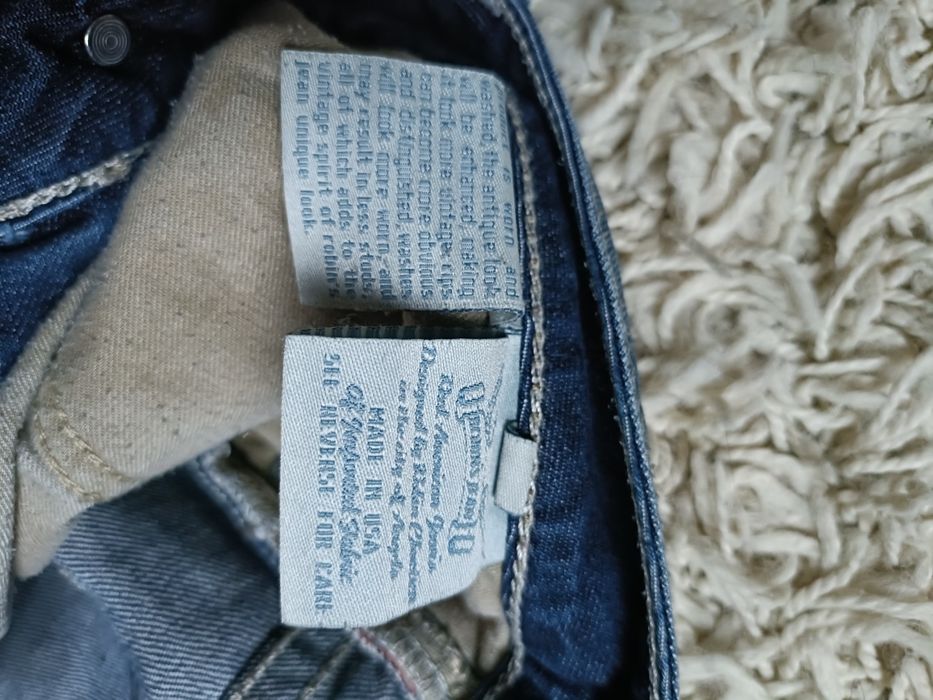 is worn and
washed the antique look
will be enhanced making
it look more vintage. rips
can become more obvious
and distinguished. washes
will look more worn; and
they result in less studs;
all of which adds to the
vintage spirit of robins
jean unique look.
American Jeans
Designed by Robin Chretien
in the city of Angels
MADE IN USA
Of Imported Fabric
SEE REVERSE FOR CARE